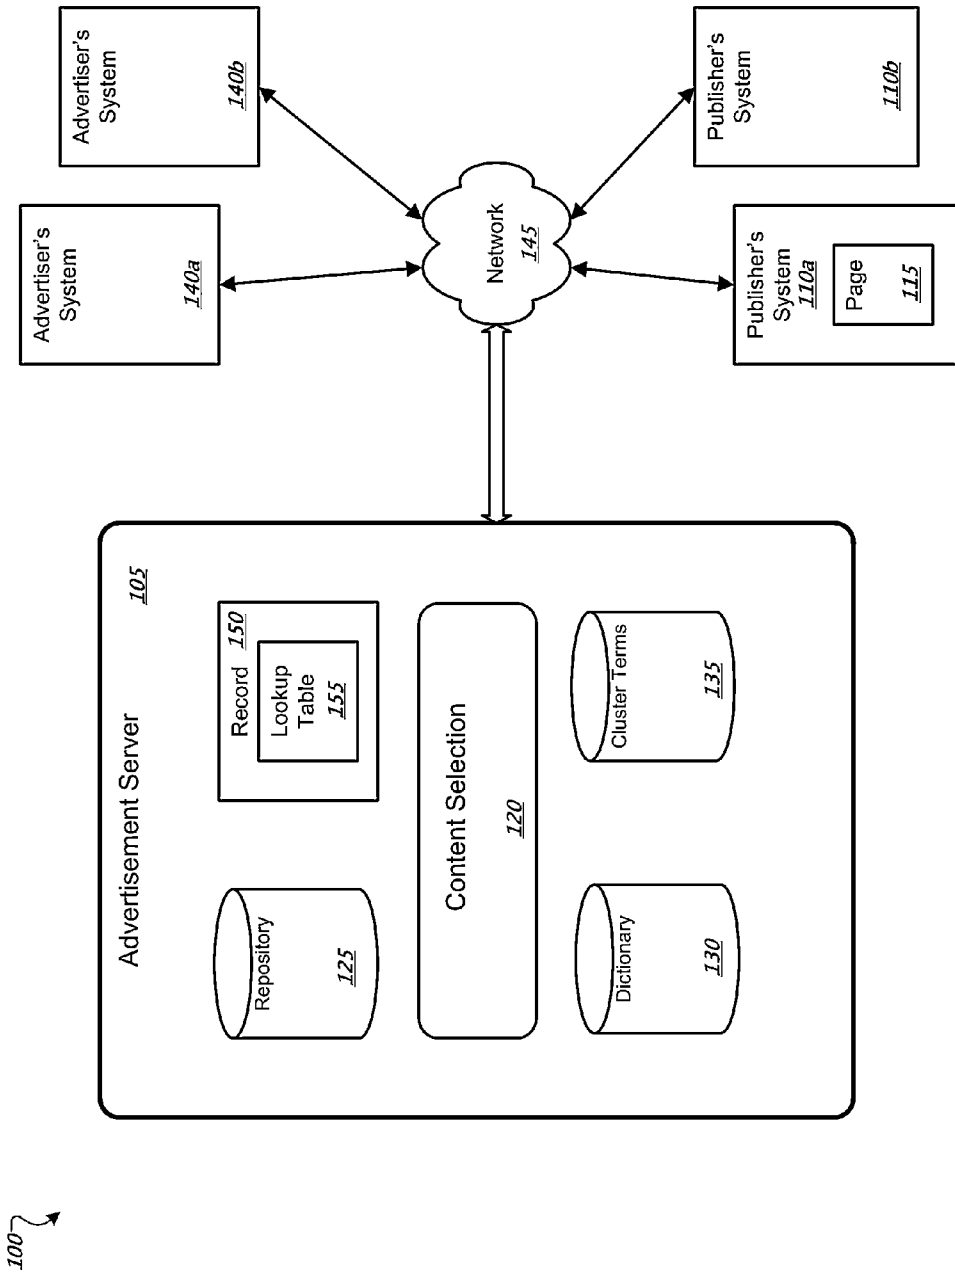 100
Advertisement Server
105
Repository
125
Record 150
Lookup
Table
155
Content Selection
120
Dictionary
130
Cluster Terms
135
Network
145
Advertiser's
System
140a
Advertiser's
System
140b
Publisher's
System
110a
Page
115
Publisher's
System
110b